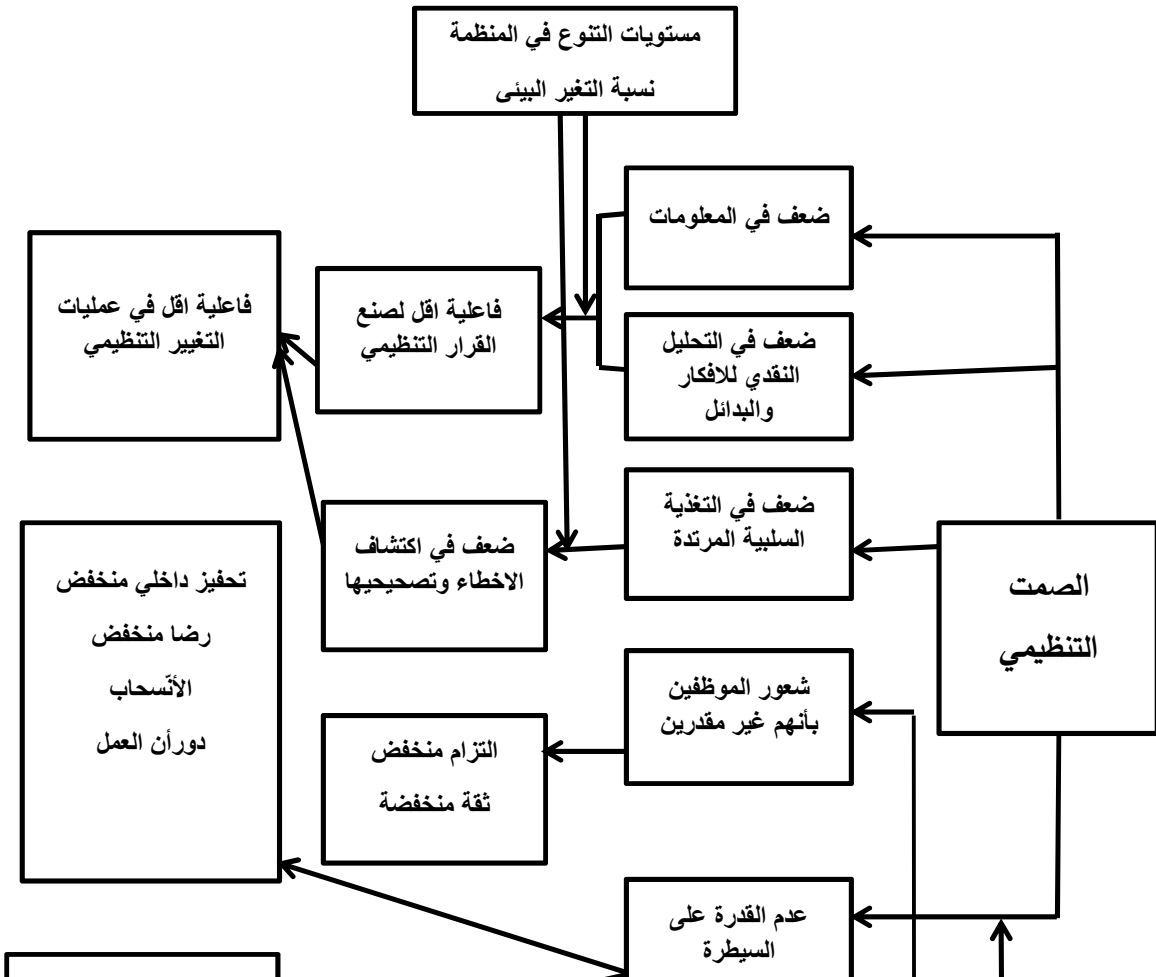 مستويات التنوع في المنظمة
نسبة التغير البيئى
ضعف في المعلومات
فاعلية اقل في عمليات
التغيير التنظيمي
فاعلية اقل لصنع
القرار التنظيمي
ضعف في التحليل
النقدي للافكار
والبدائل
ضعف في التغذية
السلبية المرتدة
ضعف في اكتشاف
الاخطاء وتصحيحيها
الصمت
التنظيمي
تحفيز داخلي منخفض
رضا منخفض
الأنّسحاب
دورأن العمل
شعور الموظفين
بأنهم غير مقدرين
التزام منخفض
ثقة منخفضة
عدم القدرة على
السيطرة